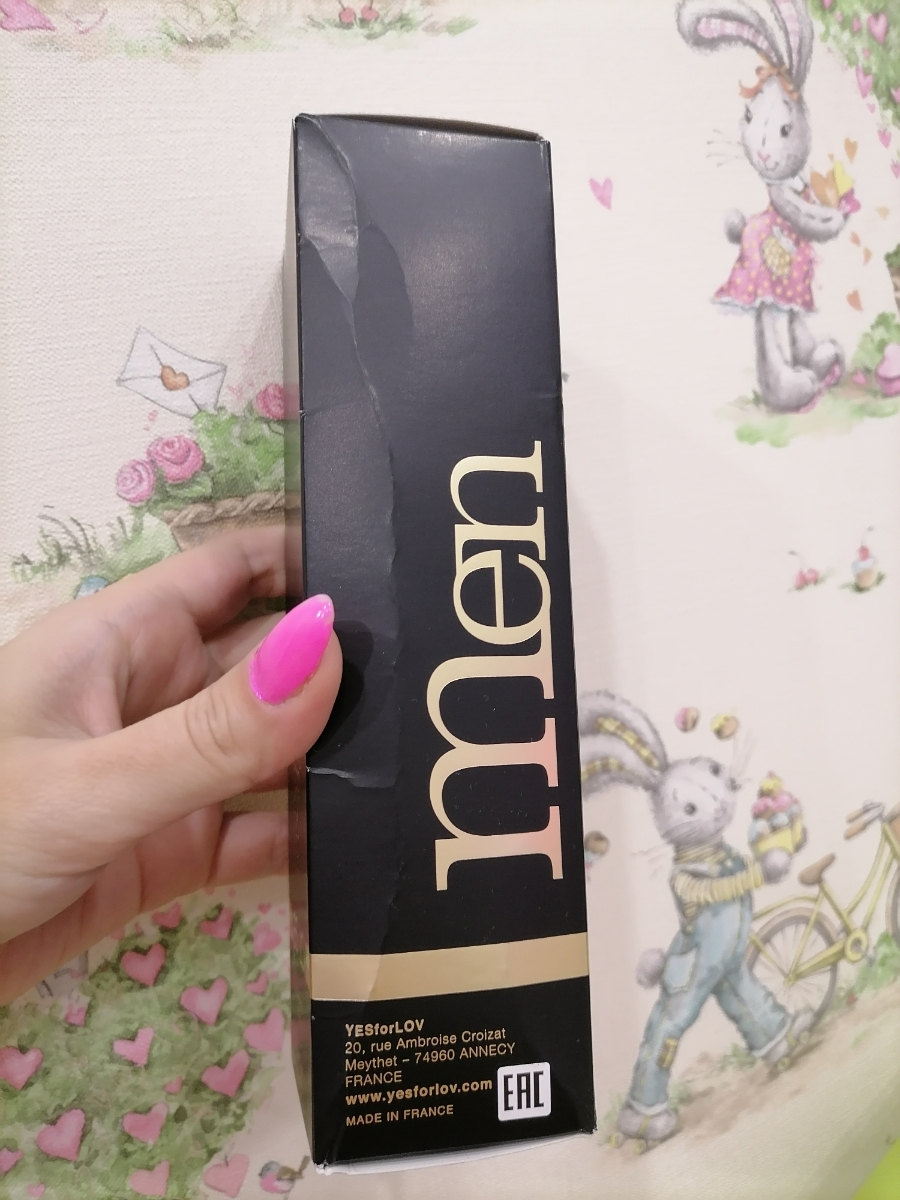 men
YESforLOV
20, rue Ambroise Croizat
Meythet – 74960 ANNECY
FRANCE
www.yesforlov.com
EAC
MADE IN FRANCE